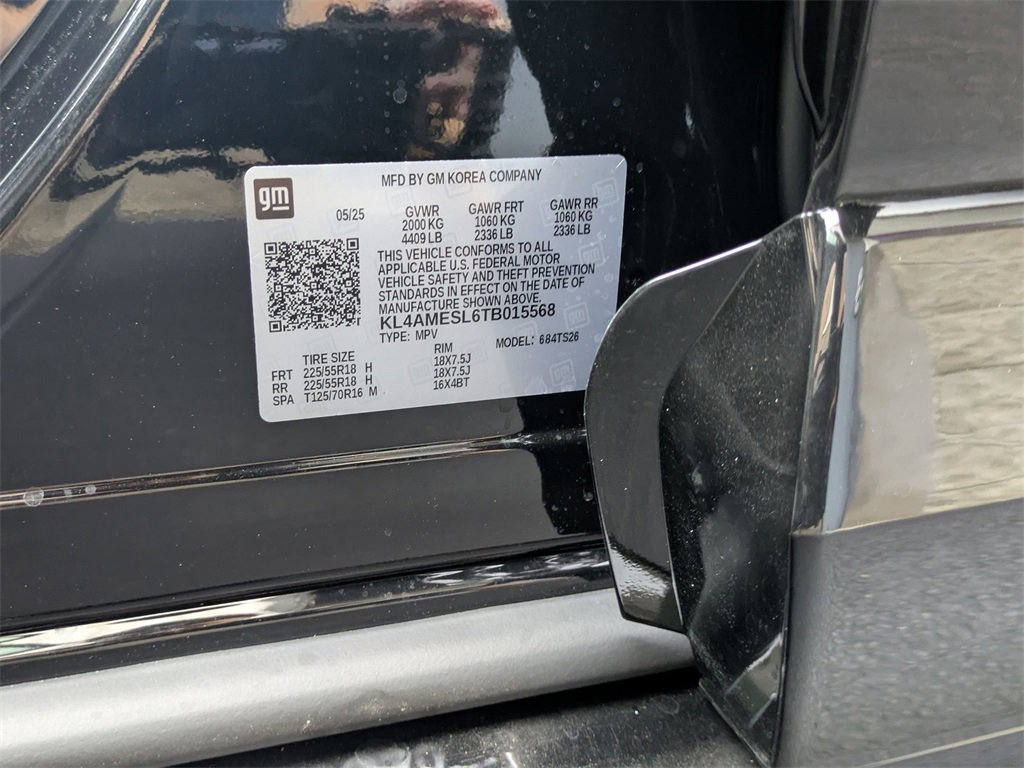 gm
MFD BY GM KOREA COMPANY
05/25 GVWR GAWR FRT GAWR RR
2000 KG 1060 KG 1060 KG
4409 LB 2336 LB 2336 LB
THIS VEHICLE CONFORMS TO ALL
APPLICABLE U.S. FEDERAL MOTOR
VEHICLE SAFETY AND THEFT PREVENTION
STANDARDS IN EFFECT ON THE DATE OF
MANUFACTURE SHOWN ABOVE.
KL4AMESL6TB015568
TYPE: MPV MODEL: 684TS26
TIRE SIZE RIM
FRT 225/55R18 H 18X7.5J
RR 225/55R18 H 18X7.5J
SPA T125/70R16 M 16X4BT